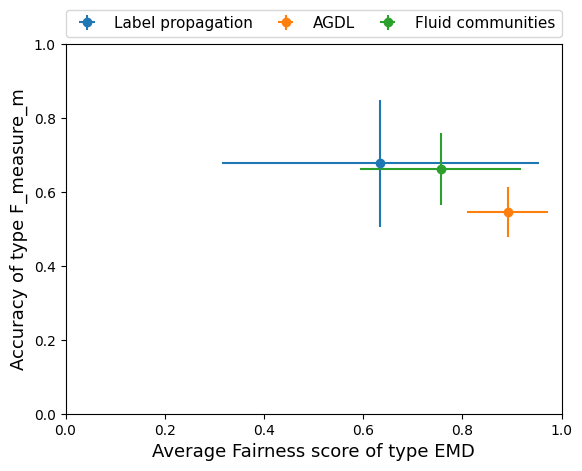 Label propagation AGDL Fluid communities
1.0
0.8
0.6
0.4
0.2
0.0
Accuracy of type F_measure_m
0.0 0.2 0.4 0.6 0.8 1.0
Average Fairness score of type EMD